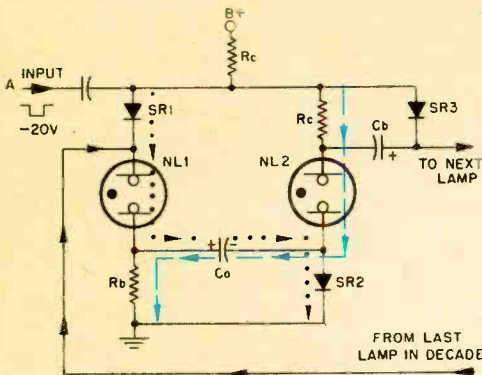 B+
Rc
A
INPUT
-20V
SR1
Rc
SR3
Cb
+
TO NEXT
LAMP
NL1
NL2
+
-
Ca
Rb
SR2
FROM LAST
LAMP IN DECADE